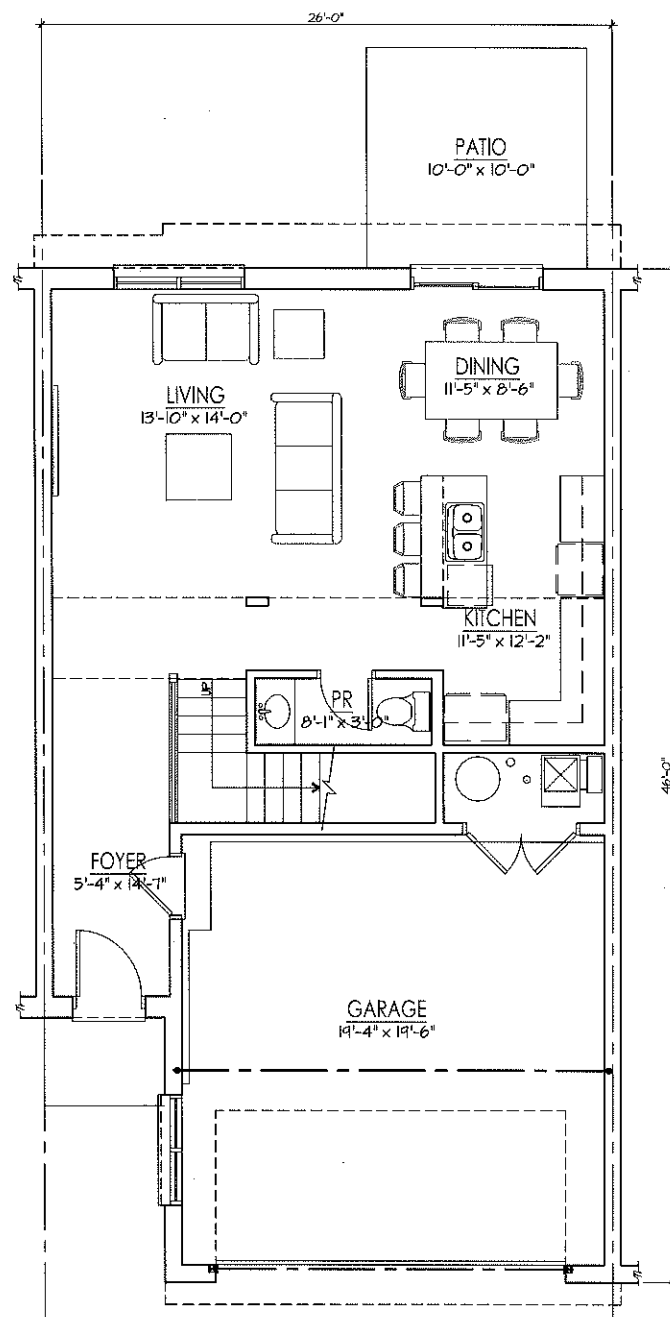 26'-0"
PATIO
10'-0" x 10'-0"
DINING
11'-5" x 8'-6"
LIVING
13'-10" x 14'-0"
KITCHEN
11'-5" x 12'-2"
UP
PR
8'-1" x 3'-0"
46'-0"
FOYER
5'-4" x 14'-7"
GARAGE
19'-4" x 19'-6"